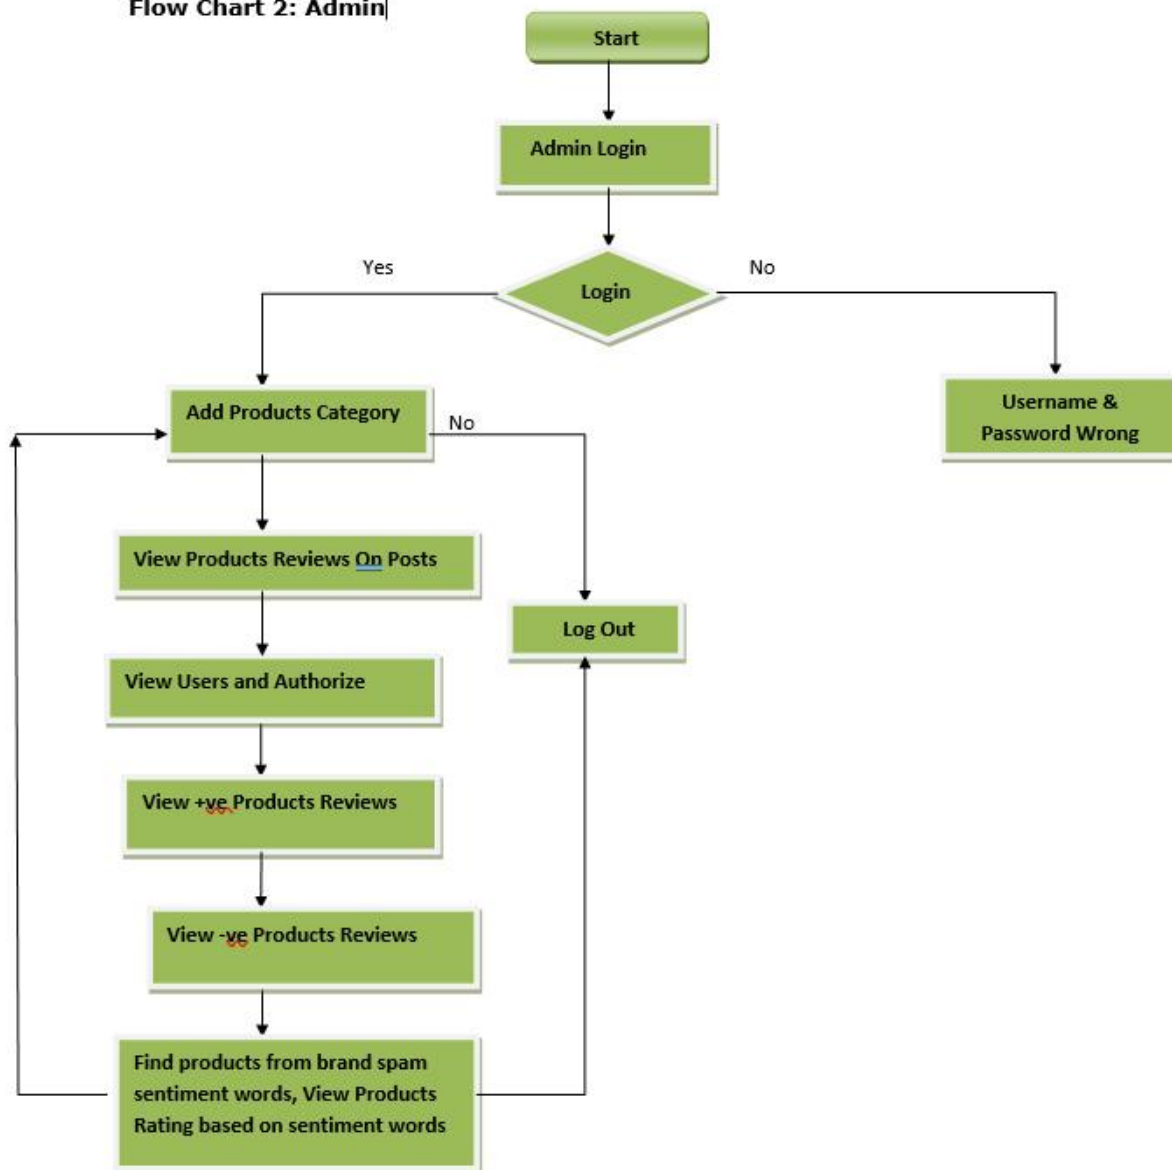 Flow Chart 2: Admin
Start
Admin Login
Login
Yes
No
Username &
Password Wrong
Add Products Category
No
View Products Reviews On Posts
Log Out
View Users and Authorize
View +ve Products Reviews
View -ve Products Reviews
Find products from brand spam
sentiment words, View Products
Rating based on sentiment words